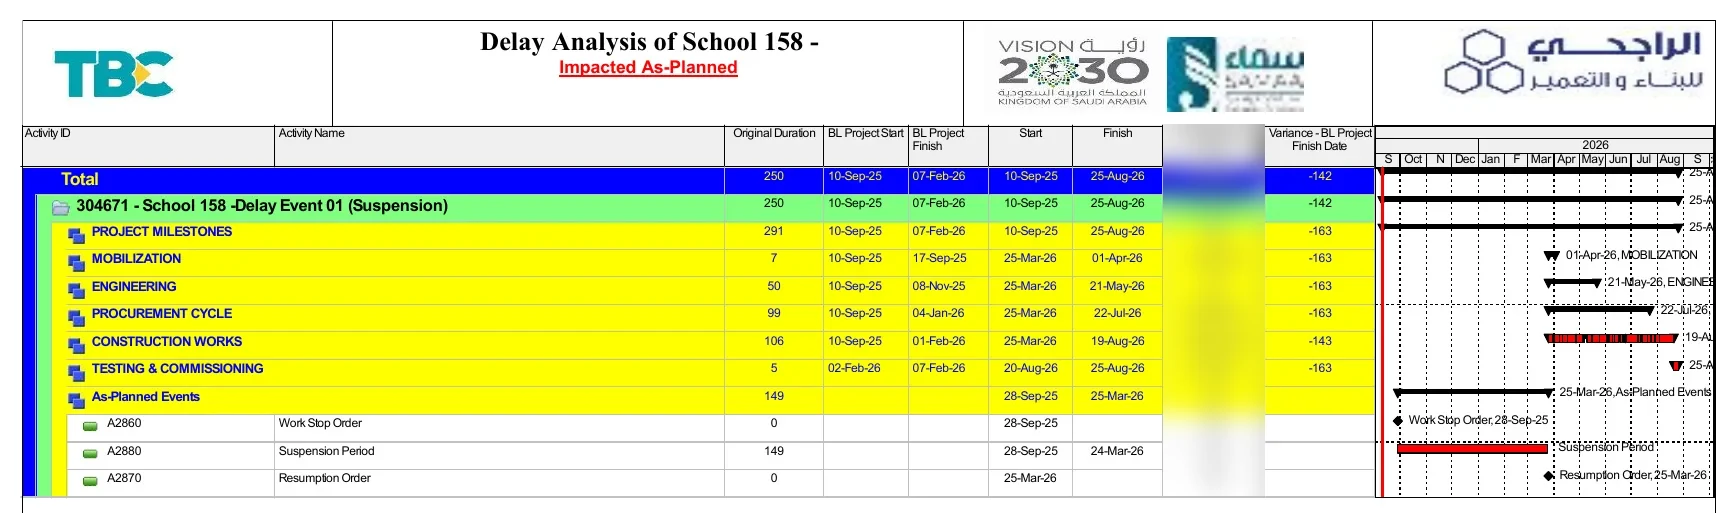 TBC
Delay Analysis of School 158 -
Impacted As-Planned
VISION رؤيــة
2030
المملكة العربية السعودية
KINGDOM OF SAUDI ARABIA
سماء
SAMAA
الراجحي
للبناء و التعمير
Activity ID Activity Name Original Duration BL Project Start BL Project Finish Start Finish Variance - BL Project Finish Date
2026
S Oct N Dec Jan F Mar Apr May Jun Jul Aug S
Total 250 10-Sep-25 07-Feb-26 10-Sep-25 25-Aug-26 -142 25-A
304671 - School 158 -Delay Event 01 (Suspension) 250 10-Sep-25 07-Feb-26 10-Sep-25 25-Aug-26 -142 25-A
PROJECT MILESTONES 291 10-Sep-25 07-Feb-26 10-Sep-25 25-Aug-26 -163 25-A
MOBILIZATION 7 10-Sep-25 17-Sep-25 25-Mar-26 01-Apr-26 -163 01-Apr-26, MOBILIZATION
ENGINEERING 50 10-Sep-25 08-Nov-25 25-Mar-26 21-May-26 -163 21-May-26, ENGINEE
PROCUREMENT CYCLE 99 10-Sep-25 04-Jan-26 25-Mar-26 22-Jul-26 -163 22-Jul-26,
CONSTRUCTION WORKS 106 10-Sep-25 01-Feb-26 25-Mar-26 19-Aug-26 -143 19-Au
TESTING & COMMISSIONING 5 02-Feb-26 07-Feb-26 20-Aug-26 25-Aug-26 -163 25-A
As-Planned Events 149 28-Sep-25 25-Mar-26 25-Mar-26, As-Planned Events
A2860 Work Stop Order 0 28-Sep-25 Work Stop Order, 28-Sep-25
A2880 Suspension Period 149 28-Sep-25 24-Mar-26 Suspension Period
A2870 Resumption Order 0 25-Mar-26 Resumption Order, 25-Mar-26